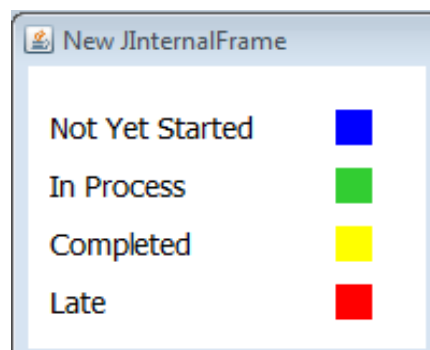 New JInternalFrame
Not Yet Started
In Process
Completed
Late